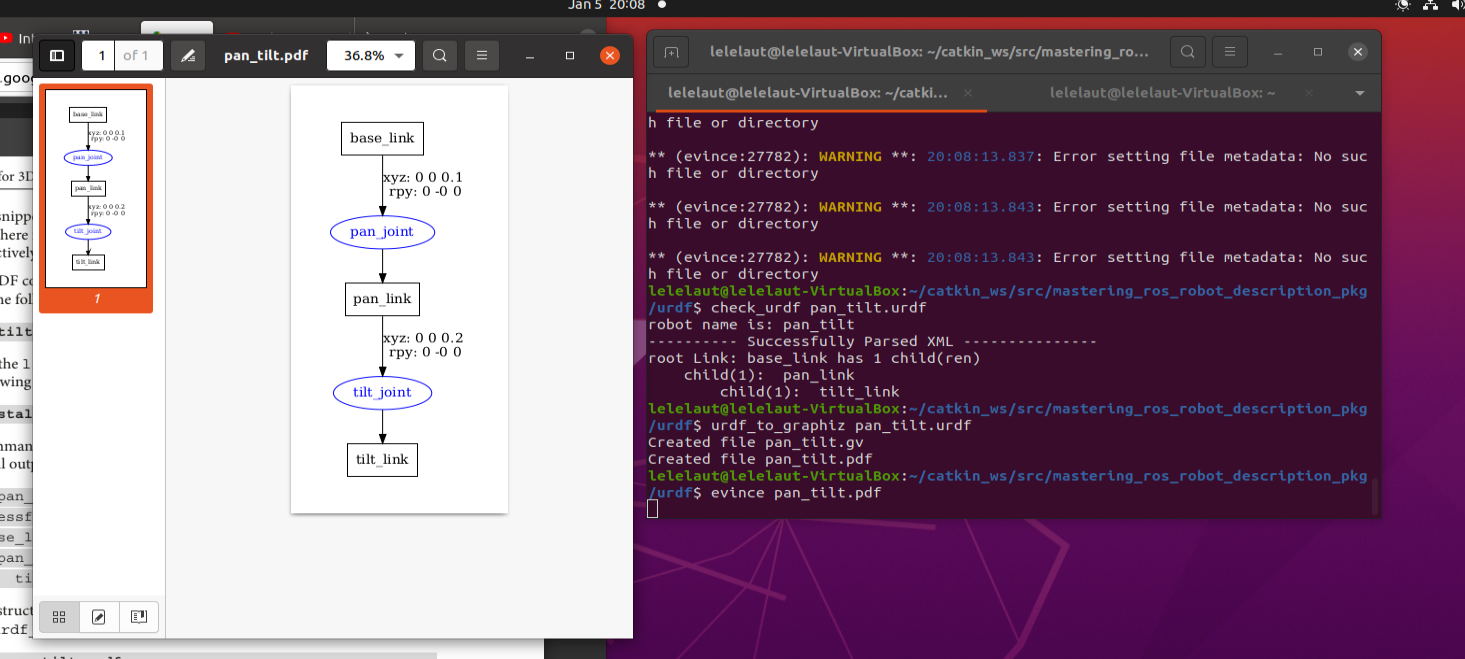 Jan 5 20:08
Int
.goog
1
of 1
pan_tilt.pdf
36.8%
base_link
xyz: 0 0 0.1
rpy: 0 -0 0
pan_joint
pan_link
xyz: 0 0 0.2
rpy: 0 -0 0
tilt_joint
tilt_link
1
base_link
xyz: 0 0 0.1
rpy: 0 -0 0
pan_joint
pan_link
xyz: 0 0 0.2
rpy: 0 -0 0
tilt_joint
tilt_link
for 3D
snippe
here
ctively
DF co
ne foll
tilt
the l
wing
stal
mman
l outp
pan_
essf
se_l
pan_
ti
struct
rdf_
lelelaut@lelelaut-VirtualBox: ~/catkin_ws/src/mastering_ro...
lelelaut@lelelaut-VirtualBox: ~/catki...
lelelaut@lelelaut-VirtualBox: ~
h file or directory
** (evince:27782): WARNING **: 20:08:13.837: Error setting file metadata: No suc
h file or directory
** (evince:27782): WARNING **: 20:08:13.843: Error setting file metadata: No suc
h file or directory
** (evince:27782): WARNING **: 20:08:13.843: Error setting file metadata: No suc
h file or directory
lelelaut@lelelaut-VirtualBox:~/catkin_ws/src/mastering_ros_robot_description_pkg
/urdf$ check_urdf pan_tilt.urdf
robot name is: pan_tilt
---------- Successfully Parsed XML ---------------
root Link: base_link has 1 child(ren)
    child(1):  pan_link
        child(1):  tilt_link
lelelaut@lelelaut-VirtualBox:~/catkin_ws/src/mastering_ros_robot_description_pkg
/urdf$ urdf_to_graphiz pan_tilt.urdf
Created file pan_tilt.gv
Created file pan_tilt.pdf
lelelaut@lelelaut-VirtualBox:~/catkin_ws/src/mastering_ros_robot_description_pkg
/urdf$ evince pan_tilt.pdf